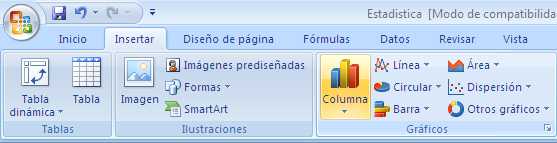 Estadistica [Modo de compatibilida
Inicio Insertar Diseño de página Fórmulas Datos Revisar Vista
Tabla dinámica
Tabla
Tablas
Imagen
Imágenes prediseñadas
Formas
SmartArt
Ilustraciones
Columna
Línea
Circular
Barra
Área
Dispersión
Otros gráficos
Gráficos